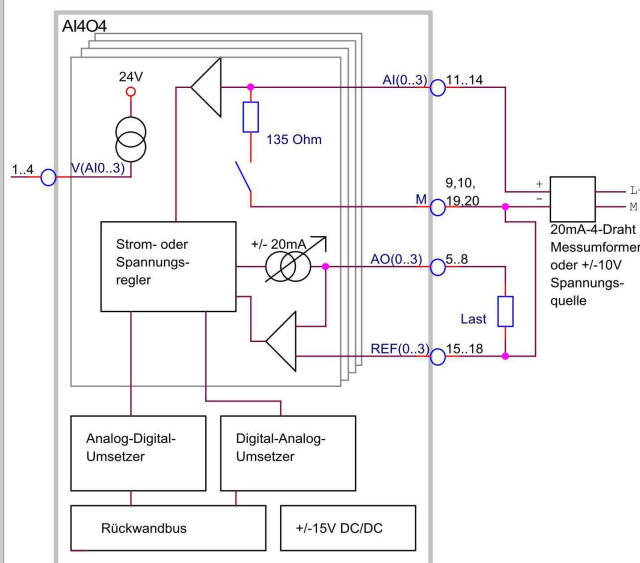 AI4O4
24V
AI(0..3) 11..14
135 Ohm
1..4 V(AI0..3)
9,10,
M 19,20
+
-
L+
M
20mA-4-Draht
Messumformer
oder +/-10V
Spannungs-
quelle
Strom- oder
Spannungs-
regler
+/- 20mA
AO(0..3) 5..8
Last
REF(0..3) 15..18
Analog-Digital-
Umsetzer
Digital-Analog-
Umsetzer
Rückwandbus
+/-15V DC/DC